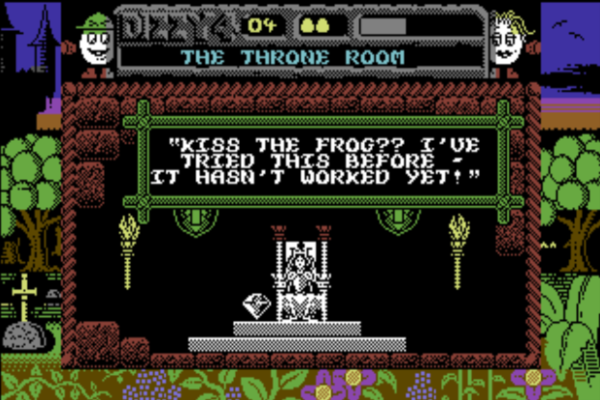 DIZZY4 04
THE THRONE ROOM
"KISS THE FROG?? I'VE
TRIED THIS BEFORE -
IT HASN'T WORKED YET!"